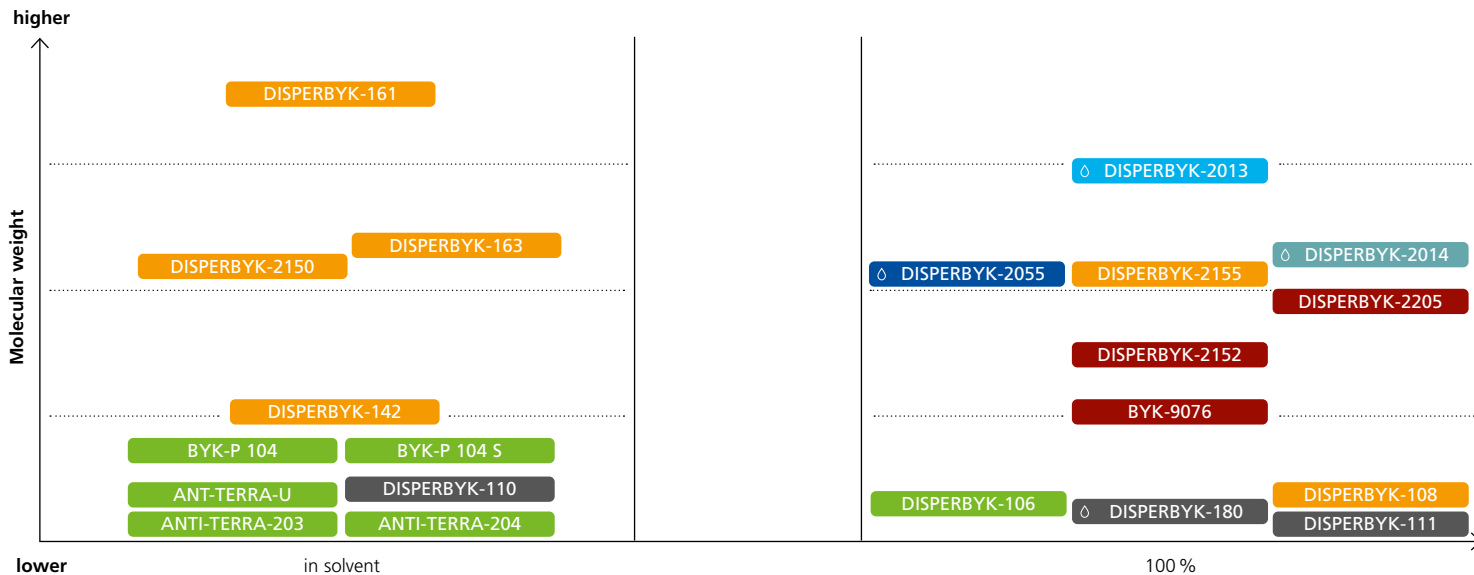 higher
DISPERBYK-161
DISPERBYK-2013
DISPERBYK-163
DISPERBYK-2150
DISPERBYK-2014
DISPERBYK-2055
DISPERBYK-2155
DISPERBYK-2205
Molecular weight
DISPERBYK-2152
DISPERBYK-142
BYK-9076
BYK-P 104
BYK-P 104 S
ANT-TERRA-U
DISPERBYK-110
DISPERBYK-106
DISPERBYK-180
DISPERBYK-108
ANTI-TERRA-203
ANTI-TERRA-204
DISPERBYK-111
lower
in solvent
100 %